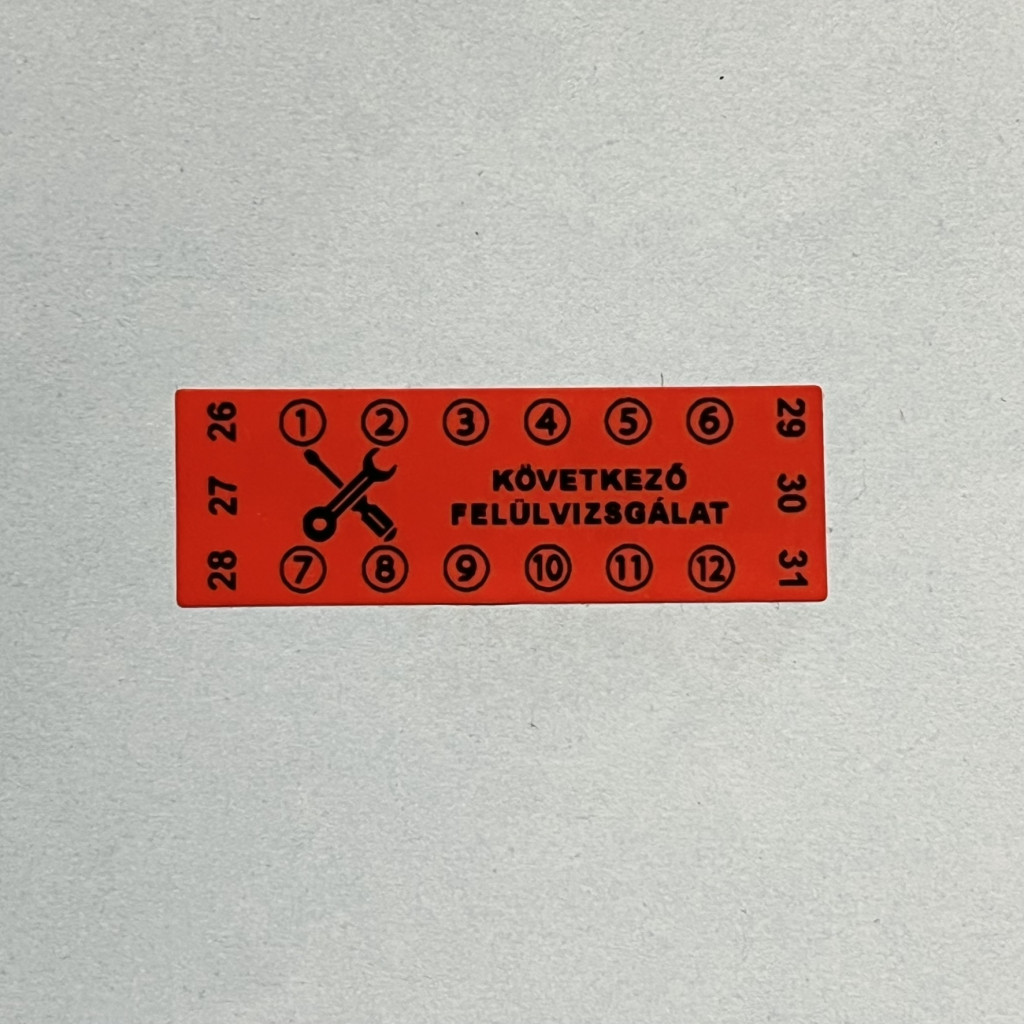 26 1 2 3 4 5 6 29
27 KÖVETKEZŐ 30
FELÜLVIZSGÁLAT
28 7 8 9 10 11 12 31